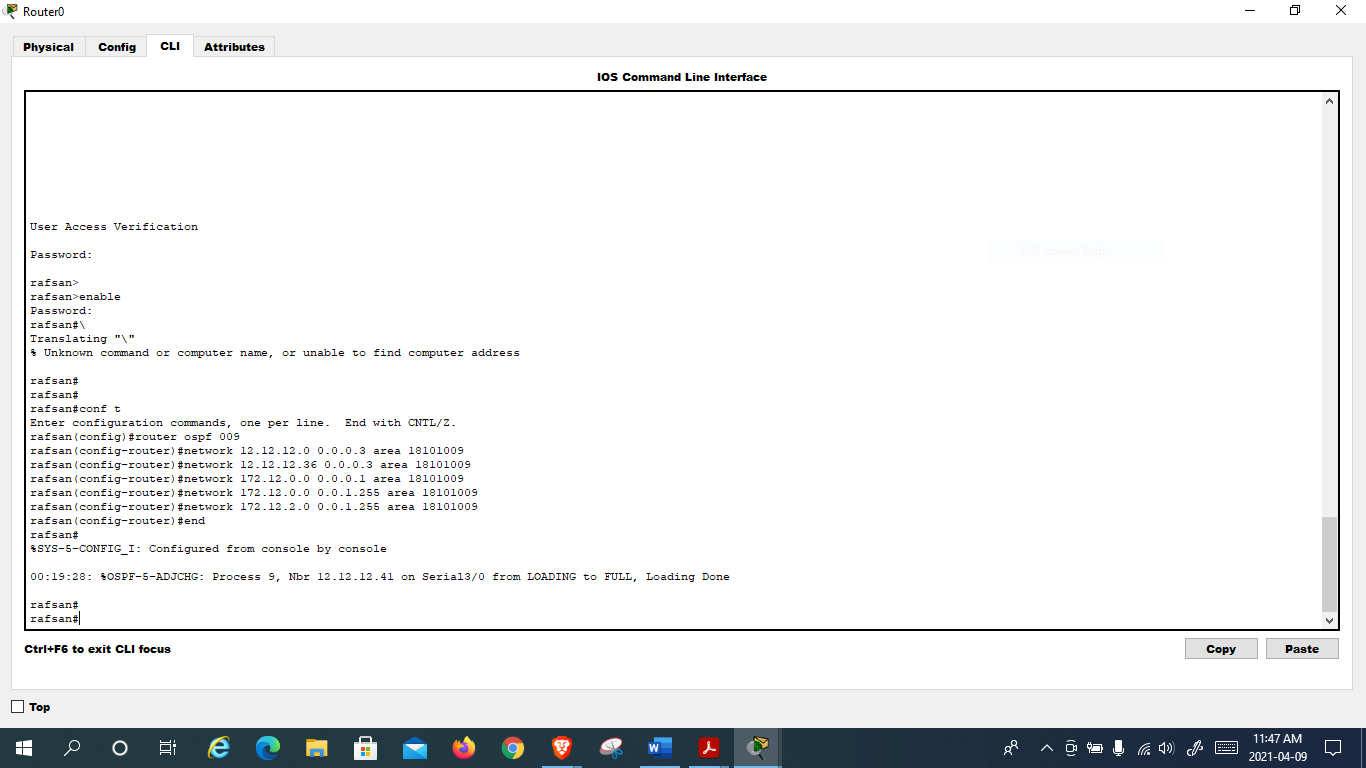 Router0
Physical Config CLI Attributes
IOS Command Line Interface
User Access Verification
Password:
rafsan>
rafsan>enable
Password:
rafsan#\
Translating "\"
% Unknown command or computer name, or unable to find computer address
rafsan#
rafsan#
rafsan#conf t
Enter configuration commands, one per line.  End with CNTL/Z.
rafsan(config)#router ospf 009
rafsan(config-router)#network 12.12.12.0 0.0.0.3 area 18101009
rafsan(config-router)#network 12.12.12.36 0.0.0.3 area 18101009
rafsan(config-router)#network 172.12.0.0 0.0.0.1 area 18101009
rafsan(config-router)#network 172.12.0.0 0.0.1.255 area 18101009
rafsan(config-router)#network 172.12.2.0 0.0.1.255 area 18101009
rafsan(config-router)#end
rafsan#
%SYS-5-CONFIG_I: Configured from console by console
00:19:28: %OSPF-5-ADJCHG: Process 9, Nbr 12.12.12.41 on Serial3/0 from LOADING to FULL, Loading Done
rafsan#
rafsan#
Full-screen Snip
Ctrl+F6 to exit CLI focus
Copy Paste
Top
11:47 AM
2021-04-09